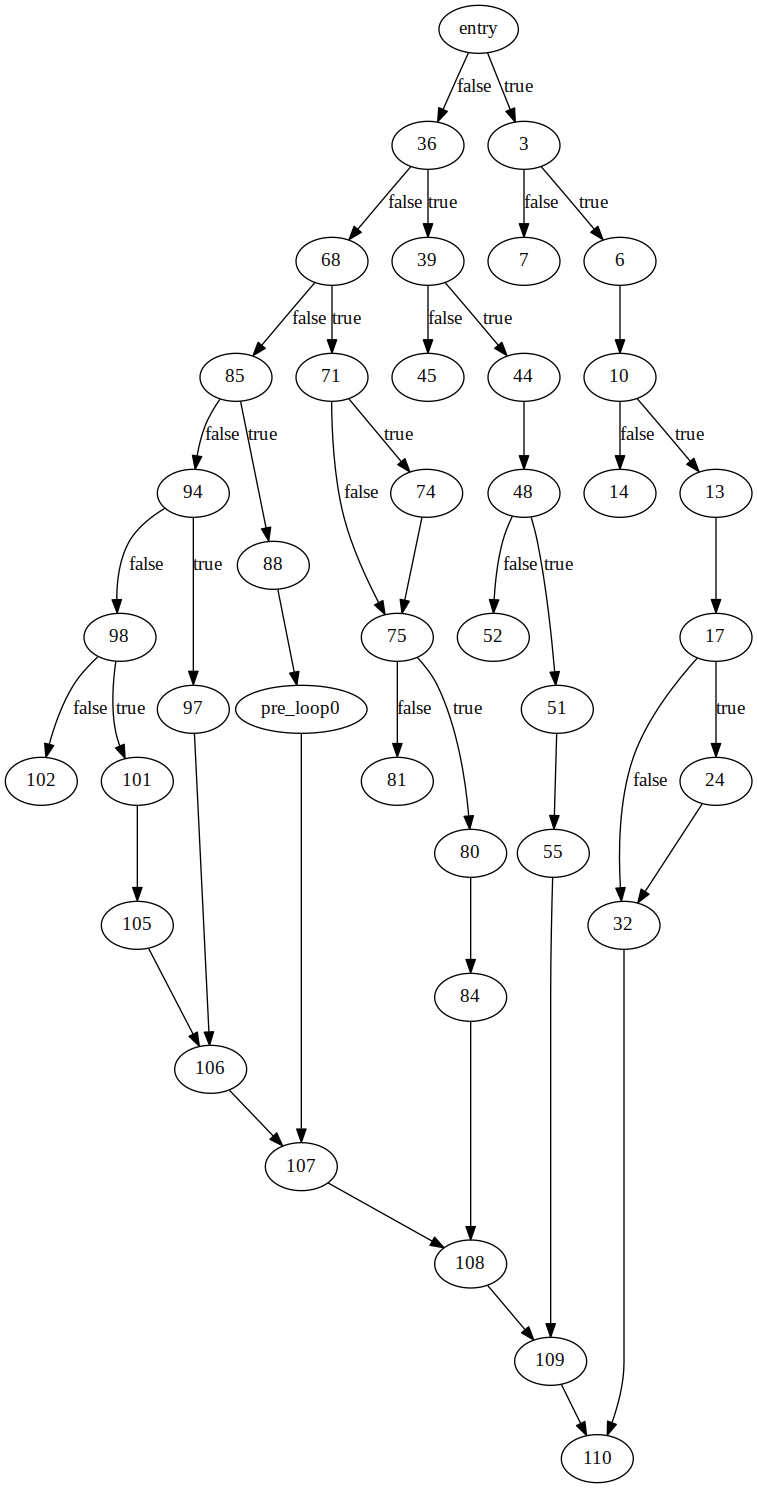 entry
false true
36 3
false true false true
68 39 7 6
false true false true
85 71 45 44 10
false true true false true
94 74 48 14 13
false
false true 88 false true
98 75 52 17
false true 97 pre_loop0 false true 51 true
102 101 81 false 24
80 55
105 32
84
106
107
108
109
110